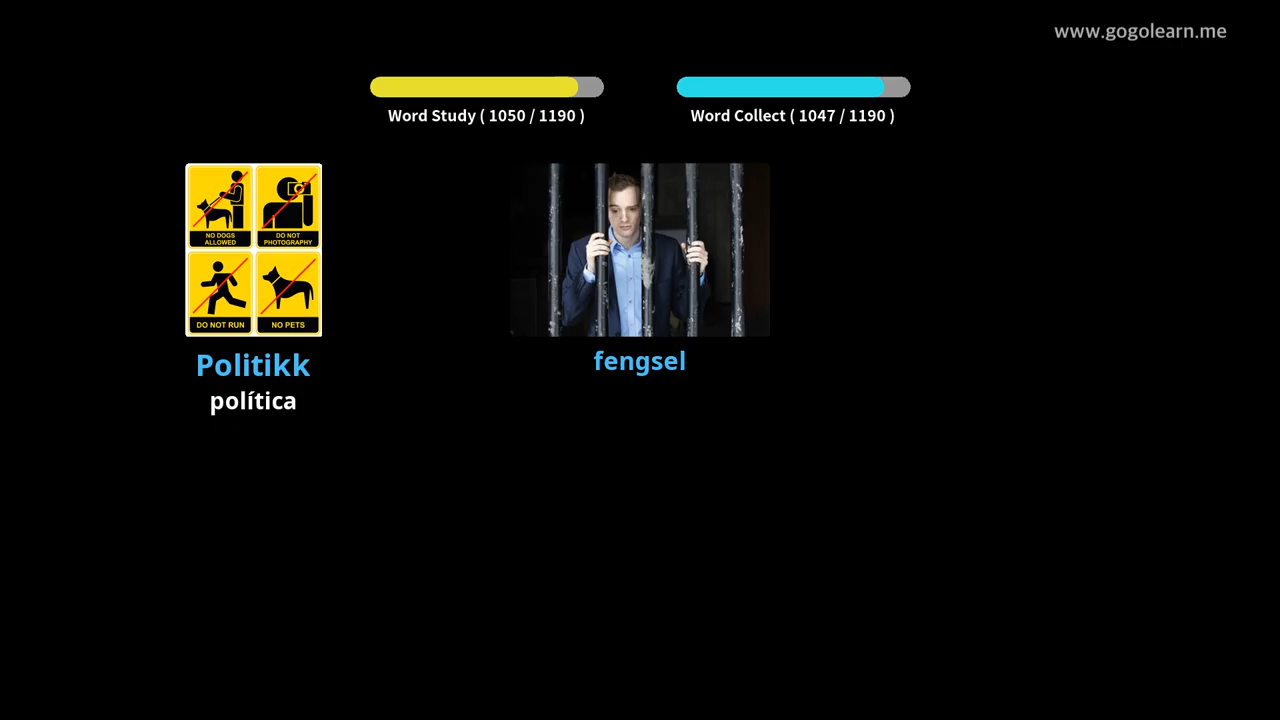 www.gogolearn.me
Word Study ( 1050 / 1190 )
Word Collect ( 1047 / 1190 )
NO DOGS
ALLOWED
DO NOT
PHOTOGRAPHY
DO NOT RUN
NO PETS
Politikk
política
fengsel